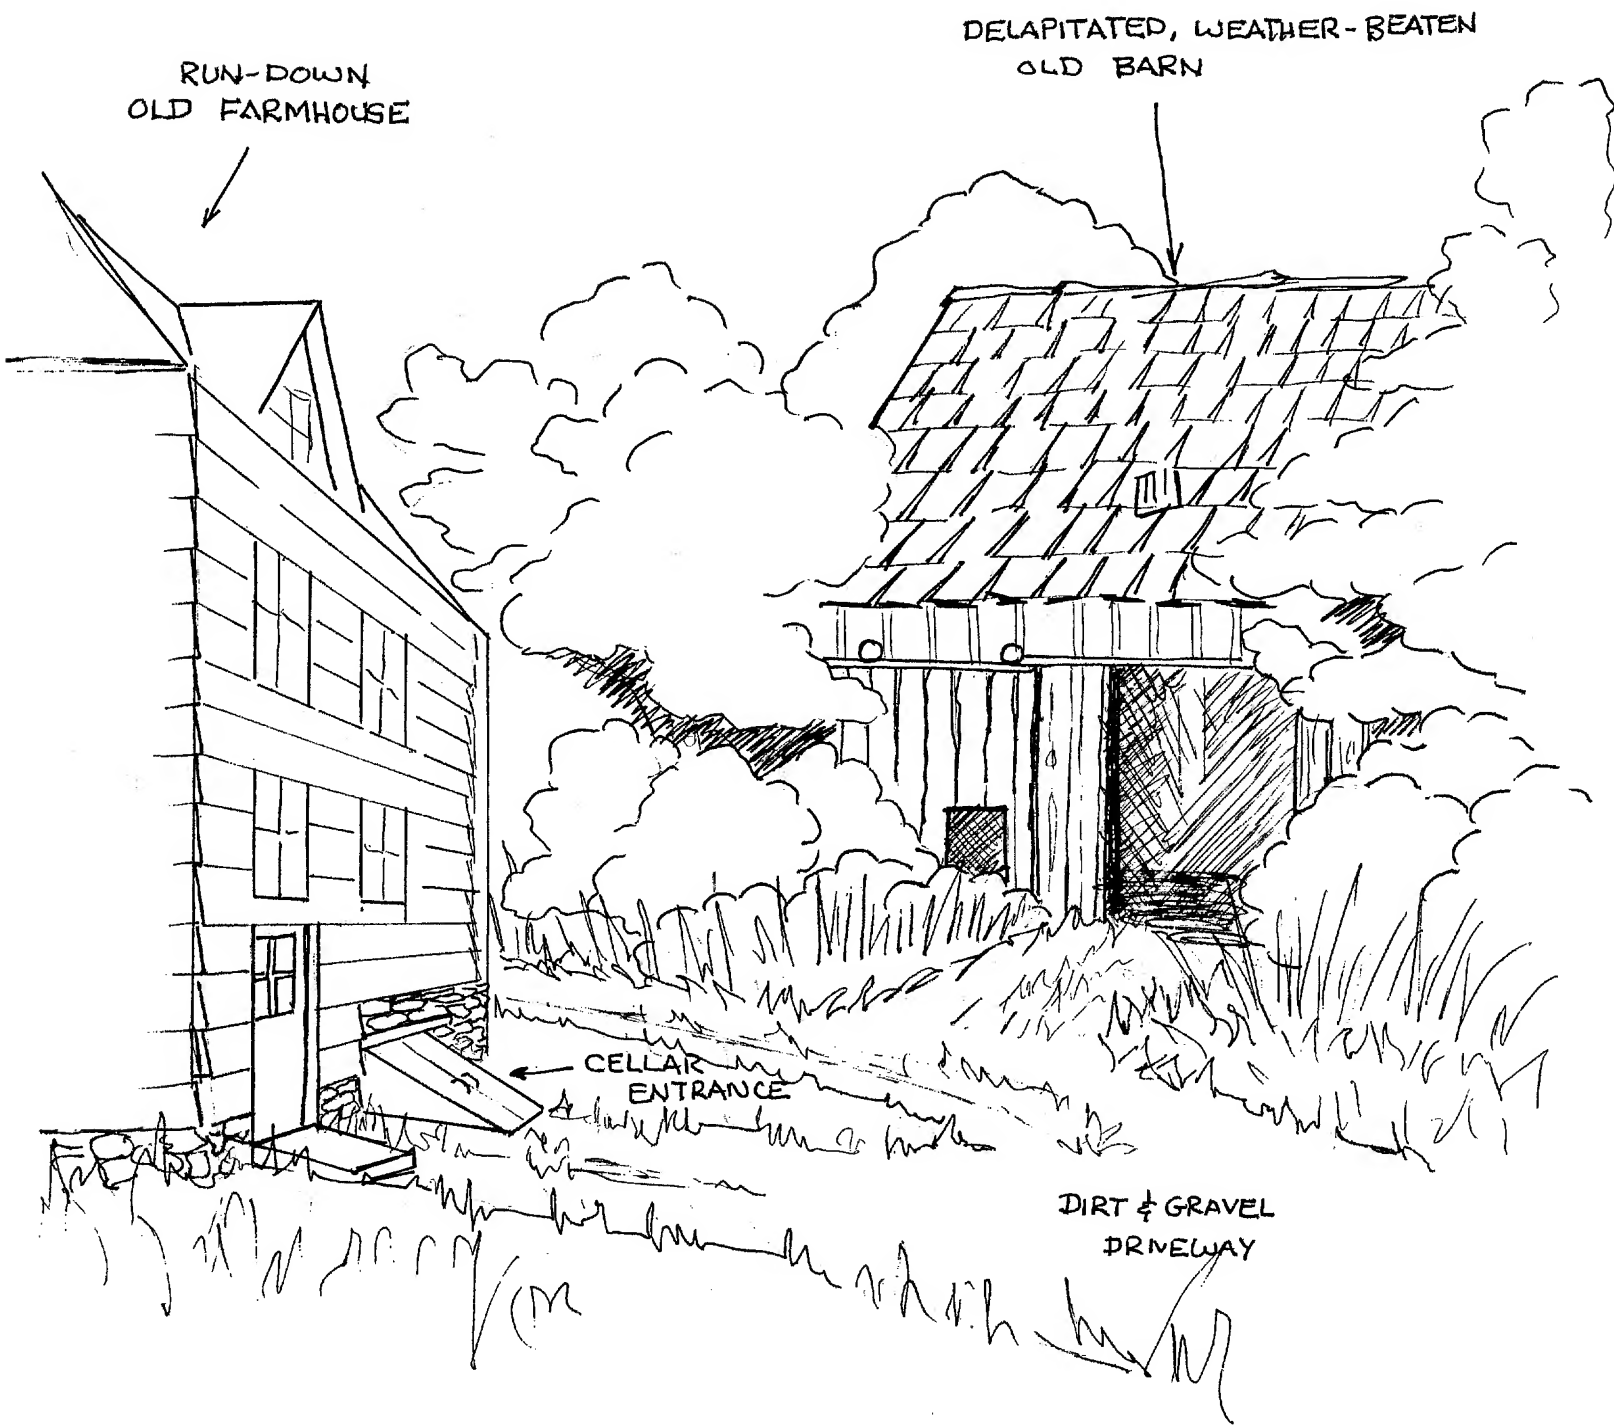 DELAPITATED, WEATHER-BEATEN
OLD BARN
RUN-DOWN
OLD FARMHOUSE
CELLAR
ENTRANCE
DIRT & GRAVEL
DRIVEWAY